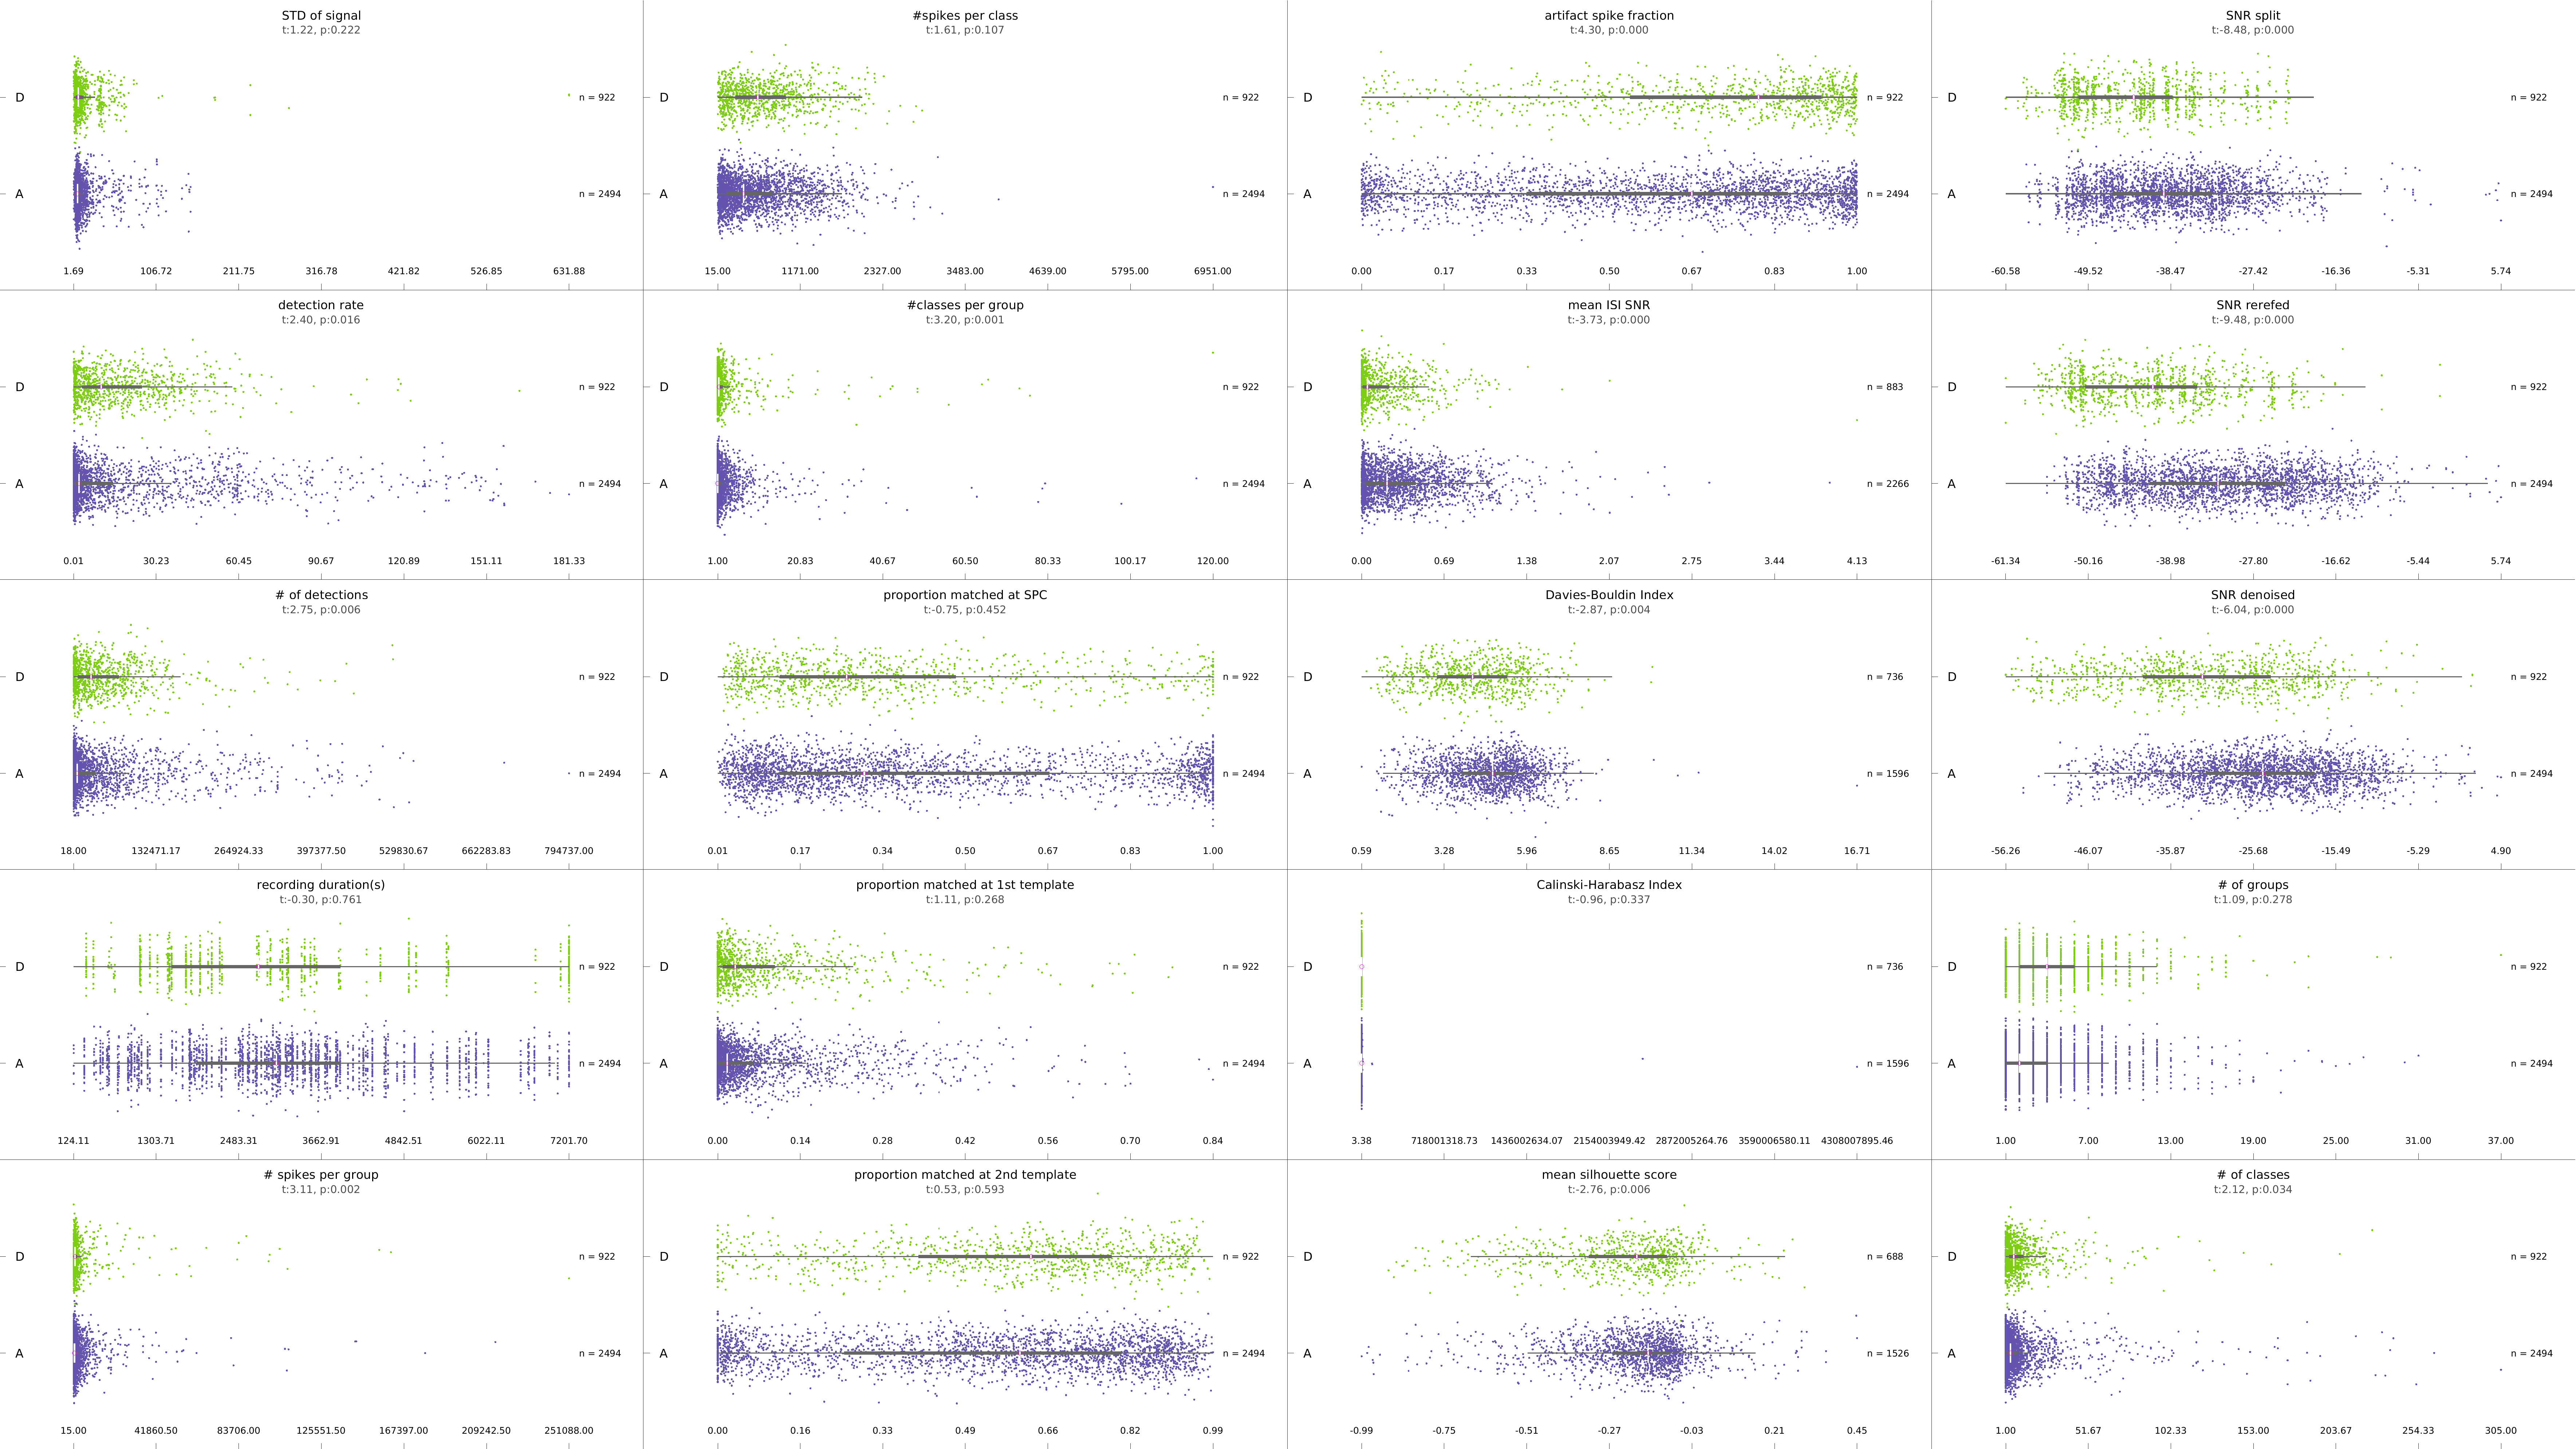 STD of signal
t:1.22, p:0.222
D
n = 922
A
n = 2494
1.69 106.72 211.75 316.78 421.82 526.85 631.88
#spikes per class
t:1.61, p:0.107
D
n = 922
A
n = 2494
15.00 1171.00 2327.00 3483.00 4639.00 5795.00 6951.00
artifact spike fraction
t:4.30, p:0.000
D
n = 922
A
n = 2494
0.00 0.17 0.33 0.50 0.67 0.83 1.00
SNR split
t:-8.48, p:0.000
D
n = 922
A
n = 2494
-60.58 -49.52 -38.47 -27.42 -16.36 -5.31 5.74
detection rate
t:2.40, p:0.016
D
n = 922
A
n = 2494
0.01 30.23 60.45 90.67 120.89 151.11 181.33
#classes per group
t:3.20, p:0.001
D
n = 922
A
n = 2494
1.00 20.83 40.67 60.50 80.33 100.17 120.00
mean ISI SNR
t:-3.73, p:0.000
D
n = 883
A
n = 2266
0.00 0.69 1.38 2.07 2.75 3.44 4.13
SNR rerefed
t:-9.48, p:0.000
D
n = 922
A
n = 2494
-61.34 -50.16 -38.98 -27.80 -16.62 -5.44 5.74
# of detections
t:2.75, p:0.006
D
n = 922
A
n = 2494
18.00 132471.17 264924.33 397377.50 529830.67 662283.83 794737.00
proportion matched at SPC
t:-0.75, p:0.452
D
n = 922
A
n = 2494
0.01 0.17 0.34 0.50 0.67 0.83 1.00
Davies-Bouldin Index
t:-2.87, p:0.004
D
n = 736
A
n = 1596
0.59 3.28 5.96 8.65 11.34 14.02 16.71
SNR denoised
t:-6.04, p:0.000
D
n = 922
A
n = 2494
-56.26 -46.07 -35.87 -25.68 -15.49 -5.29 4.90
recording duration(s)
t:-0.30, p:0.761
D
n = 922
A
n = 2494
124.11 1303.71 2483.31 3662.91 4842.51 6022.11 7201.70
proportion matched at 1st template
t:1.11, p:0.268
D
n = 922
A
n = 2494
0.00 0.14 0.28 0.42 0.56 0.70 0.84
Calinski-Harabasz Index
t:-0.96, p:0.337
D
n = 736
A
n = 1596
3.38 718001318.73 1436002634.07 2154003949.42 2872005264.76 3590006580.11 4308007895.46
# of groups
t:1.09, p:0.278
D
n = 922
A
n = 2494
1.00 7.00 13.00 19.00 25.00 31.00 37.00
# spikes per group
t:3.11, p:0.002
D
n = 922
A
n = 2494
15.00 41860.50 83706.00 125551.50 167397.00 209242.50 251088.00
proportion matched at 2nd template
t:0.53, p:0.593
D
n = 922
A
n = 2494
0.00 0.16 0.33 0.49 0.66 0.82 0.99
mean silhouette score
t:-2.76, p:0.006
D
n = 688
A
n = 1526
-0.99 -0.75 -0.51 -0.27 -0.03 0.21 0.45
# of classes
t:2.12, p:0.034
D
n = 922
A
n = 2494
1.00 51.67 102.33 153.00 203.67 254.33 305.00